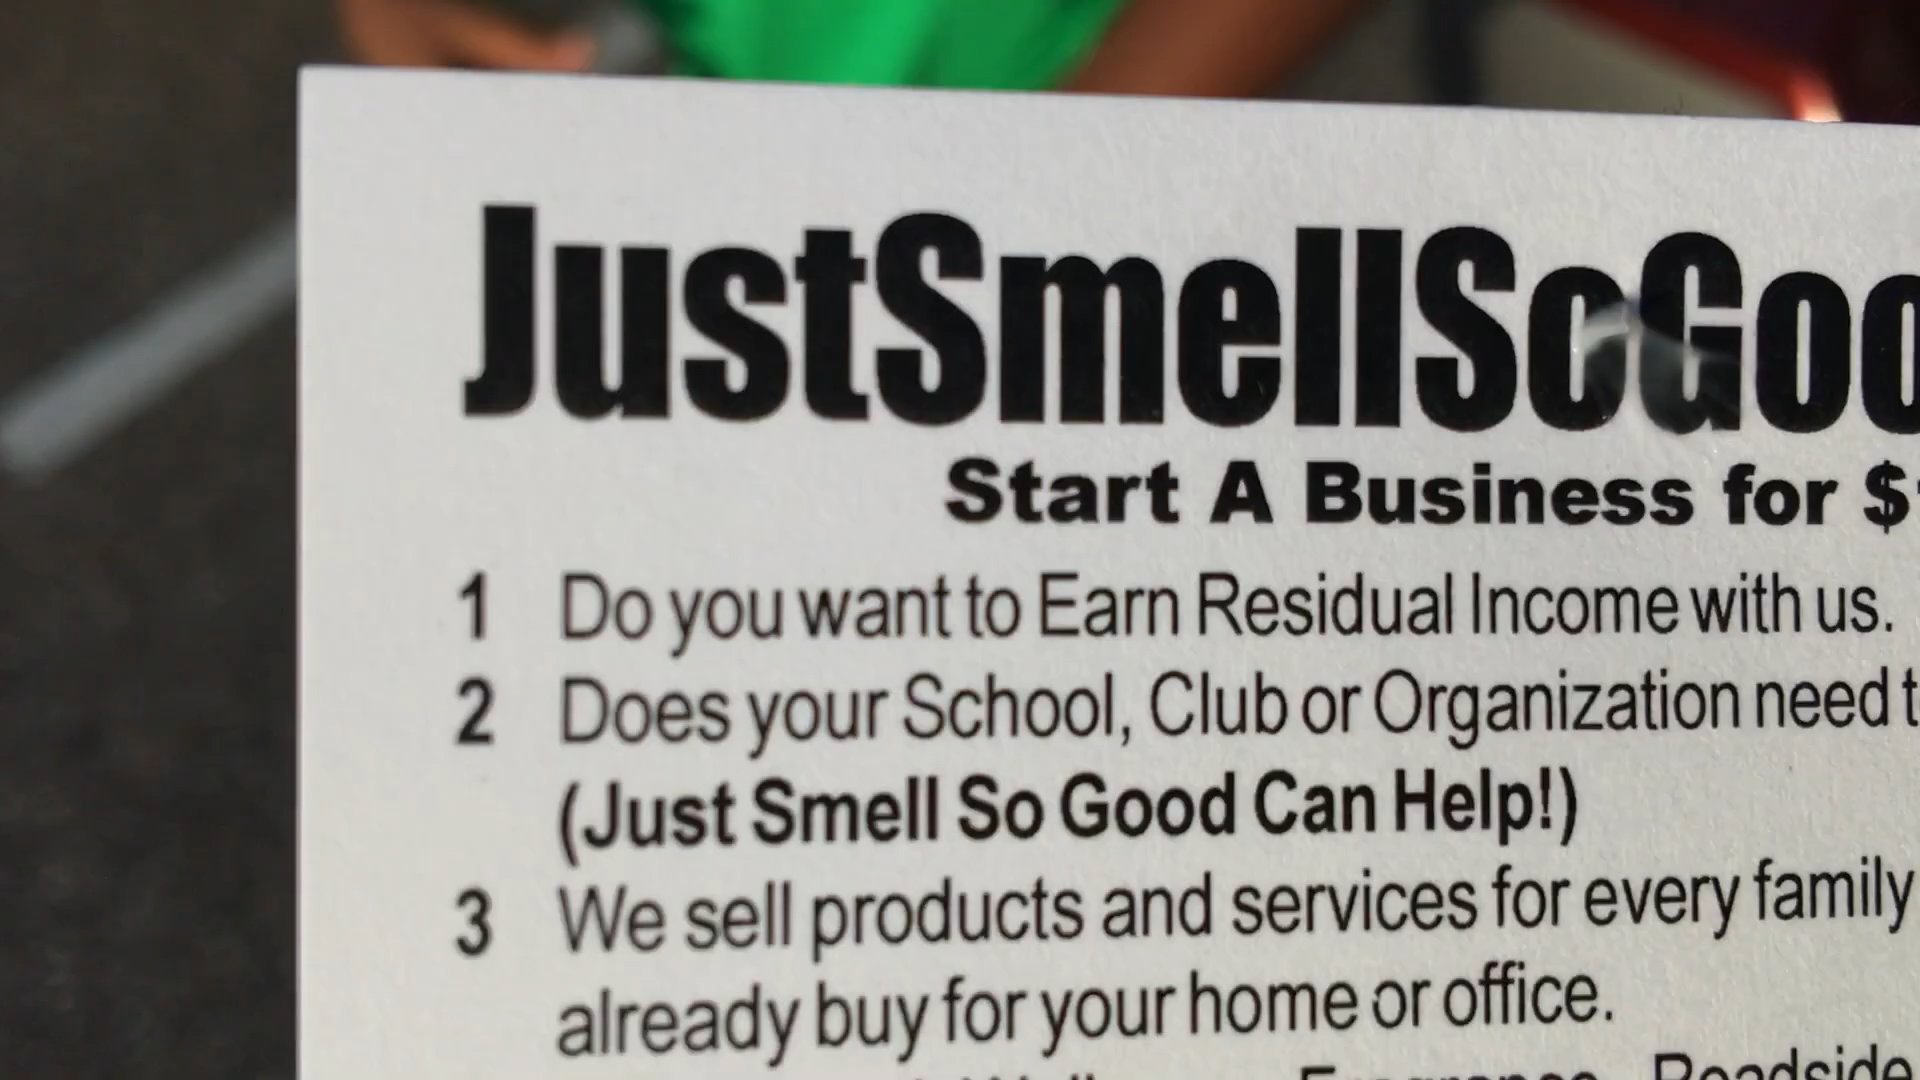 JustSmellSoGoo
Start A Business for $
1 Do you want to Earn Residual Income with us.
2 Does your School, Club or Organization need t
(Just Smell So Good Can Help!)
3 We sell products and services for every family
already buy for your home or office.
Roadside